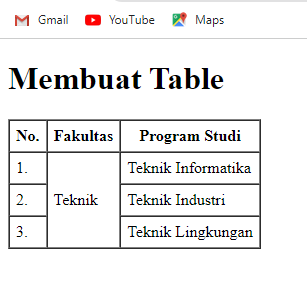 Gmail YouTube Maps
Membuat Table
No. Fakultas Program Studi
1. Teknik Informatika
2. Teknik Teknik Industri
3. Teknik Lingkungan